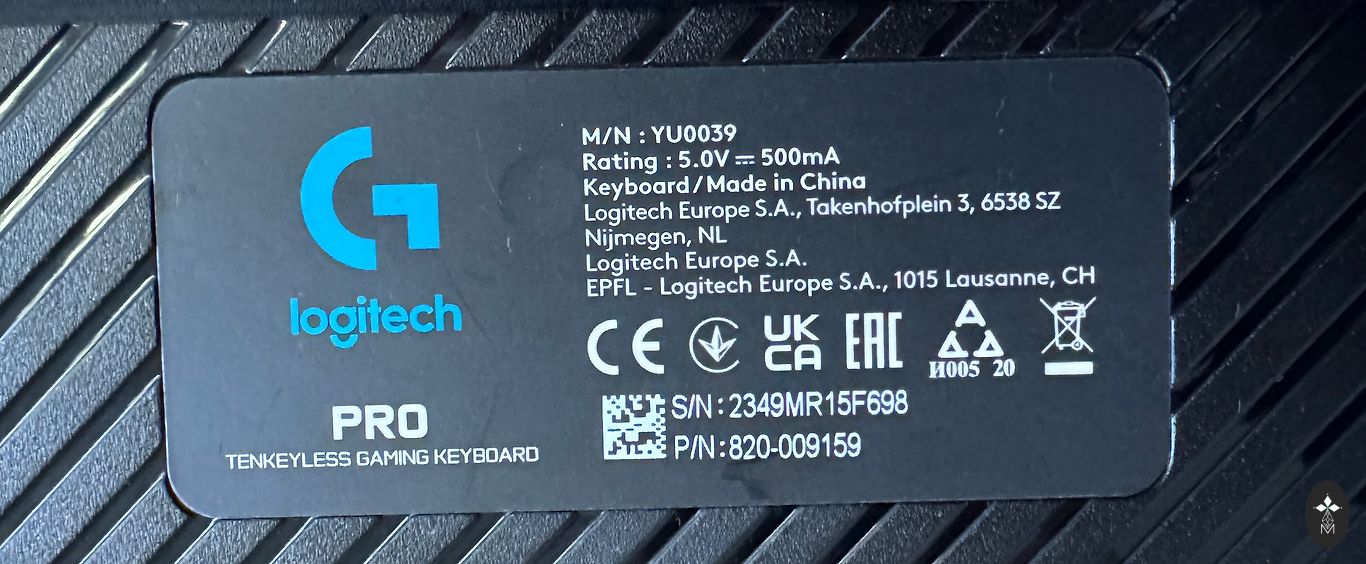 logitech
PRO
TENKEYLESS GAMING KEYBOARD
M/N : YU0039
Rating : 5.0V ⎓ 500mA
Keyboard / Made in China
Logitech Europe S.A., Takenhofplein 3, 6538 SZ
Nijmegen, NL
Logitech Europe S.A.
EPFL - Logitech Europe S.A., 1015 Lausanne, CH
CE UK CA EAC
И005 20
S/N : 2349MR15F698
P/N : 820-009159
M